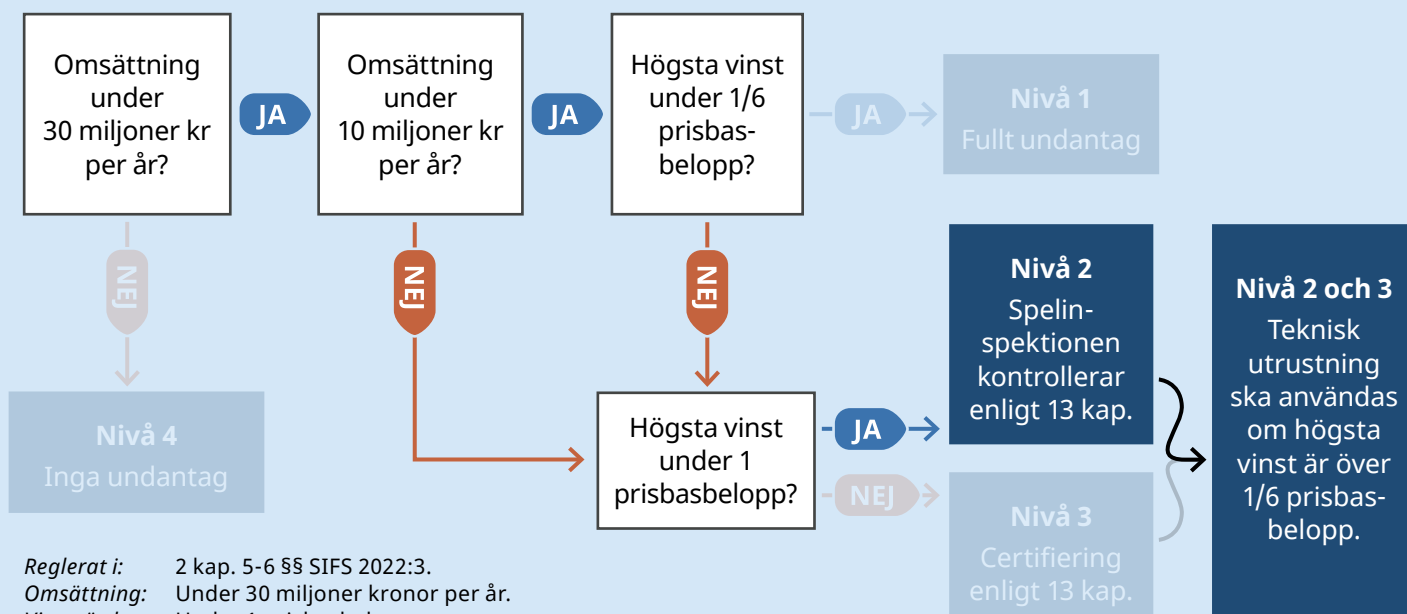 Omsättning
under
30 miljoner kr
per år?
JA
Omsättning
under
10 miljoner kr
per år?
JA
Högsta vinst
under 1/6
prisbas-
belopp?
JA
Nivå 1
Fullt undantag
NEJ
NEJ
NEJ
Nivå 4
Inga undantag
Högsta vinst
under 1
prisbasbelopp?
JA
NEJ
Nivå 2
Spelin-
spektionen
kontrollerar
enligt 13 kap.
Nivå 3
Certifiering
enligt 13 kap.
Nivå 2 och 3
Teknisk
utrustning
ska användas
om högsta
vinst är över
1/6 prisbas-
belopp.
Reglerat i: 2 kap. 5-6 §§ SIFS 2022:3.
Omsättning: Under 30 miljoner kronor per år.